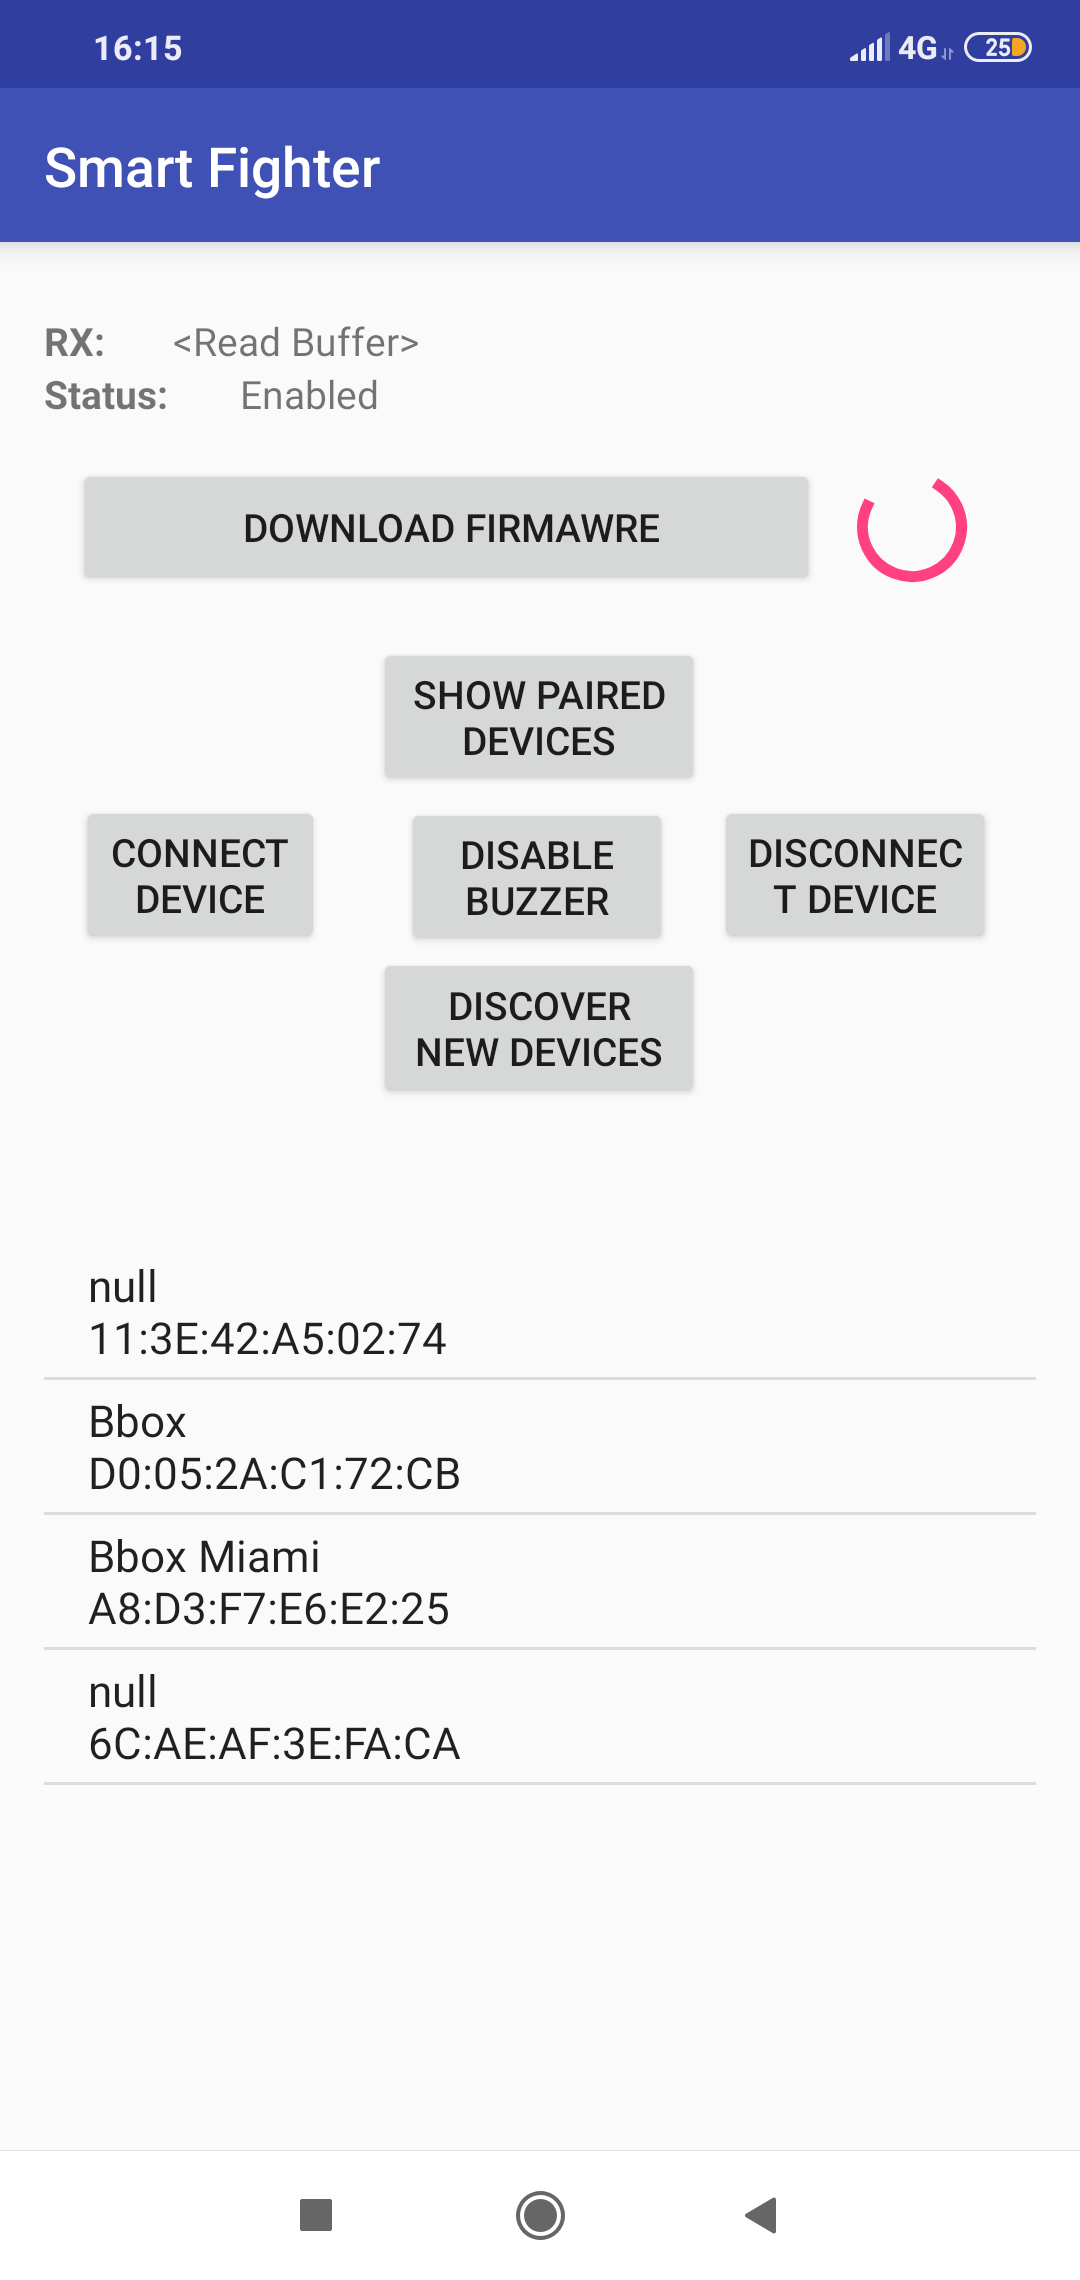 16:15
4G
25
Smart Fighter
RX: <Read Buffer>
Status: Enabled
DOWNLOAD FIRMAWRE
SHOW PAIRED
DEVICES
CONNECT
DEVICE
DISABLE
BUZZER
DISCONNEC
T DEVICE
DISCOVER
NEW DEVICES
null
11:3E:42:A5:02:74
Bbox
D0:05:2A:C1:72:CB
Bbox Miami
A8:D3:F7:E6:E2:25
null
6C:AE:AF:3E:FA:CA